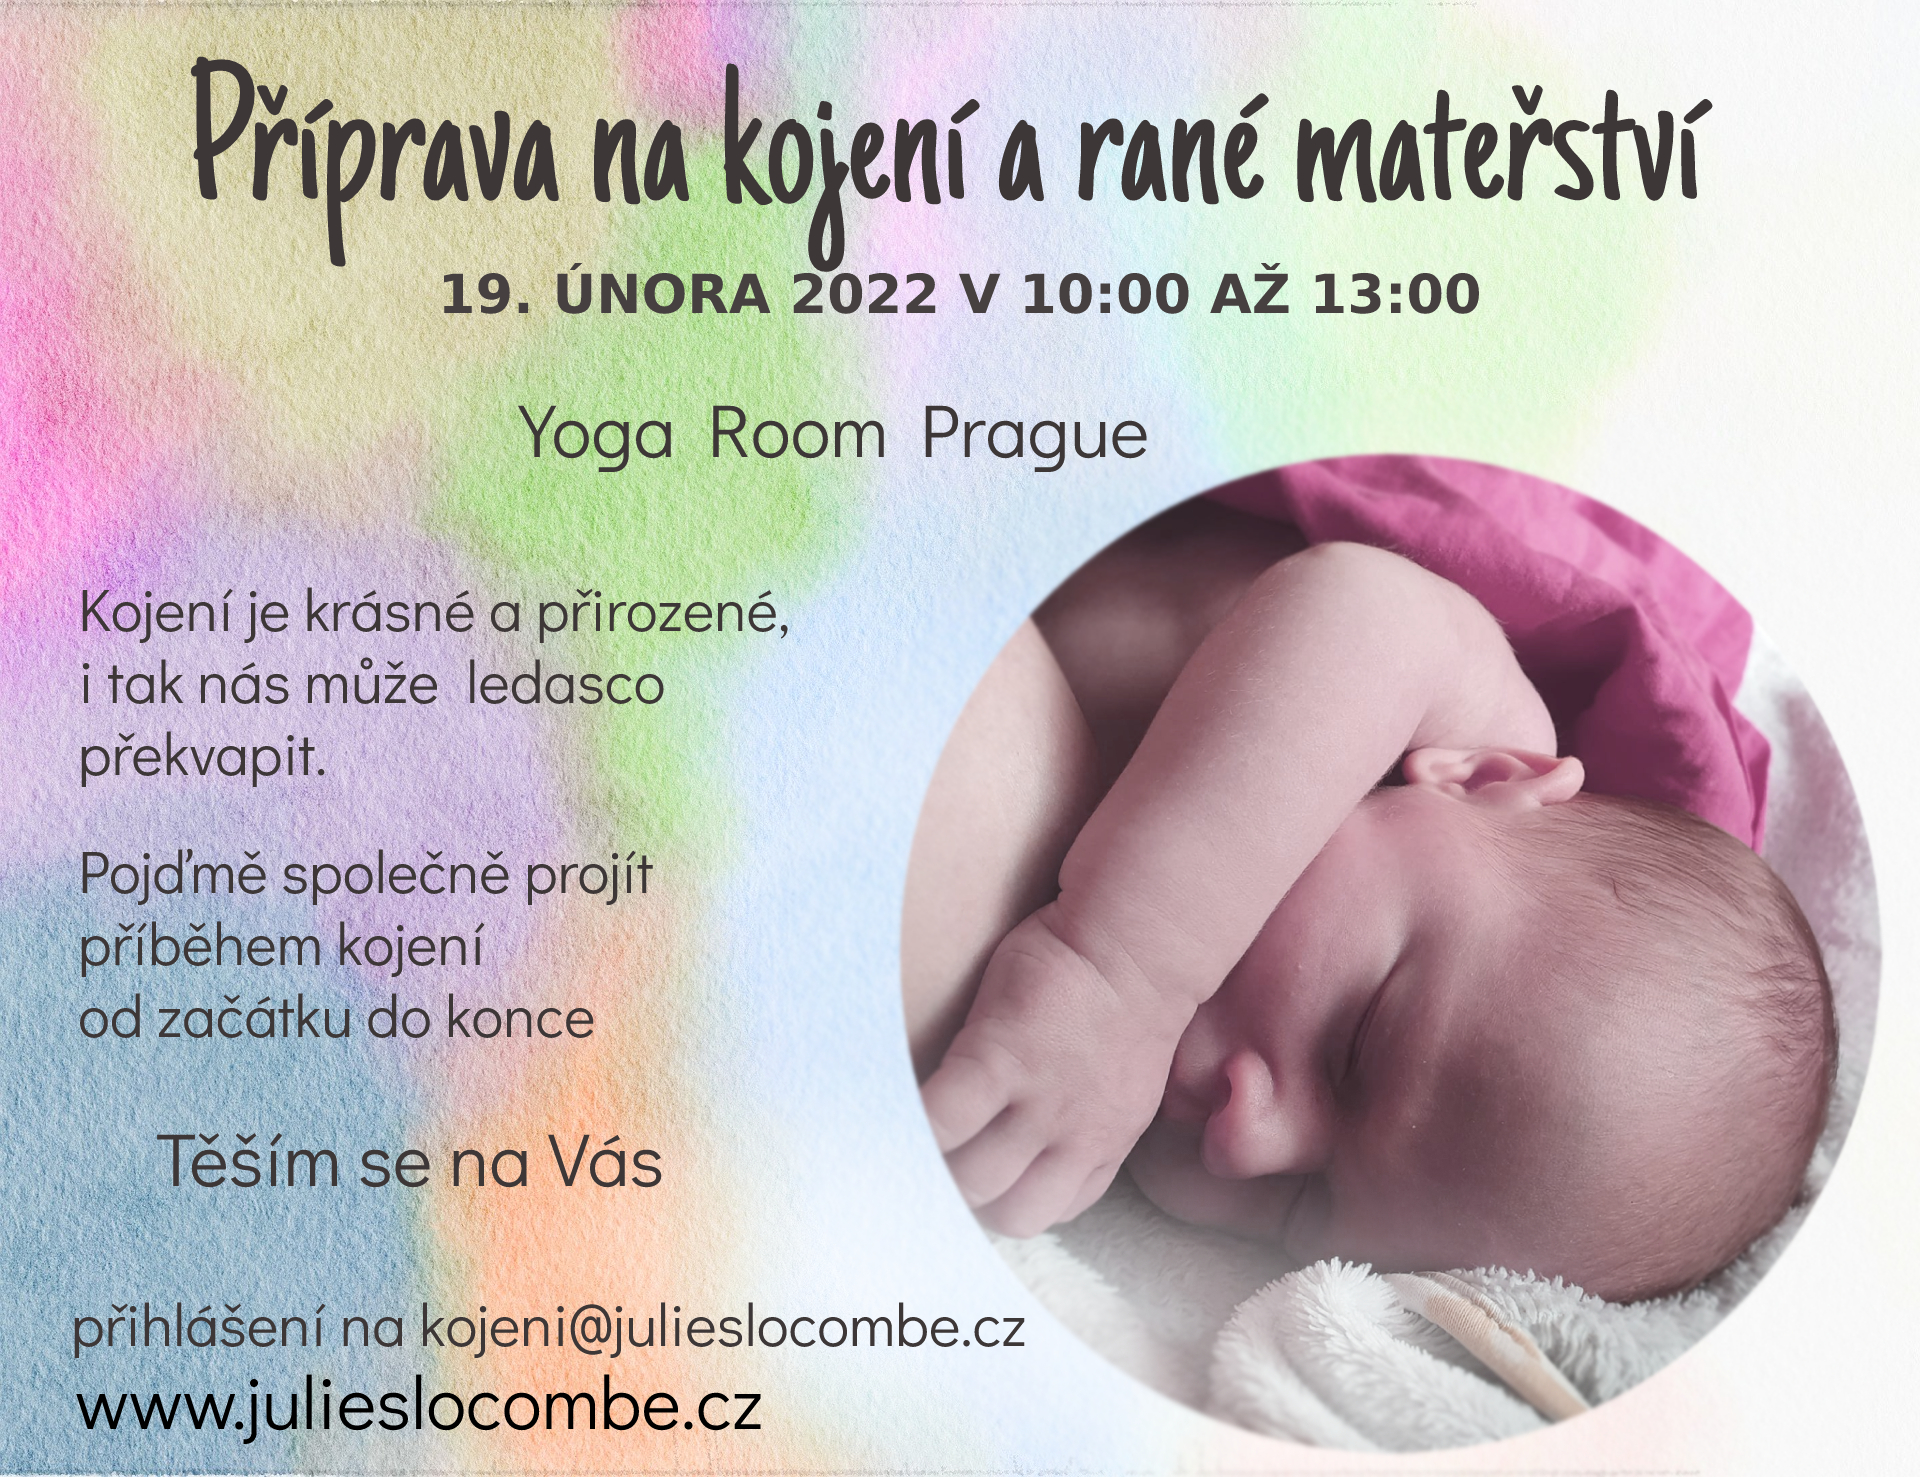 Příprava na kojení a rané mateřství
19. ÚNORA 2022 V 10:00 AŽ 13:00
Yoga Room Prague
Kojení je krásné a přirozené,
i tak nás může ledasco
překvapit.
Pojďmě společně projít
příběhem kojení
od začátku do konce
Těším se na Vás
přihlášení na kojeni@julieslocombe.cz
www.julieslocombe.cz